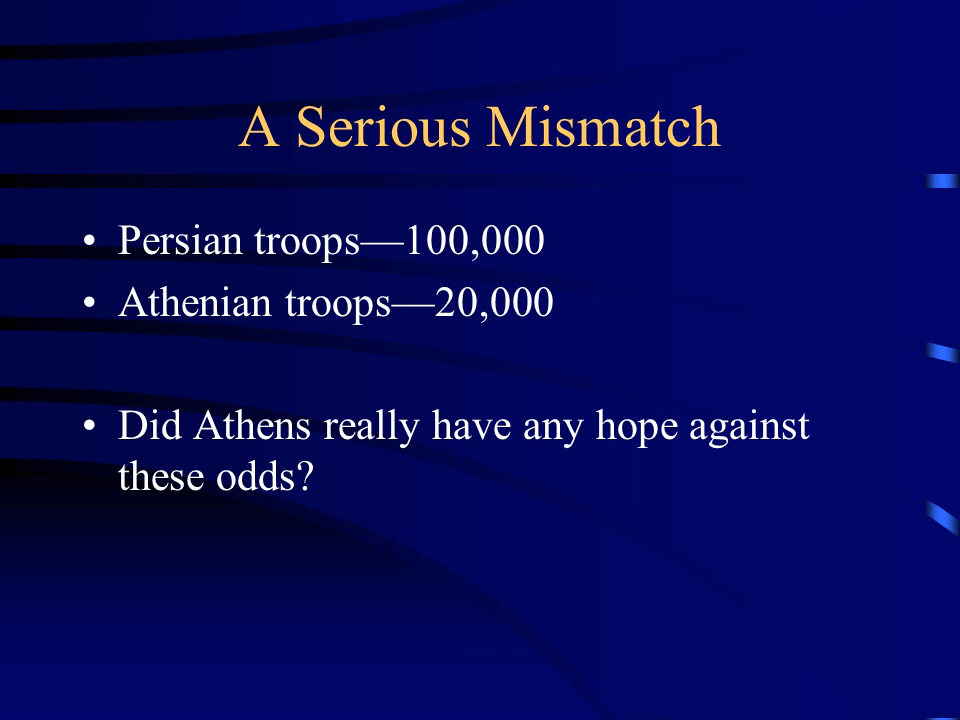 A Serious Mismatch
• Persian troops—100,000
• Athenian troops—20,000
• Did Athens really have any hope against
these odds?